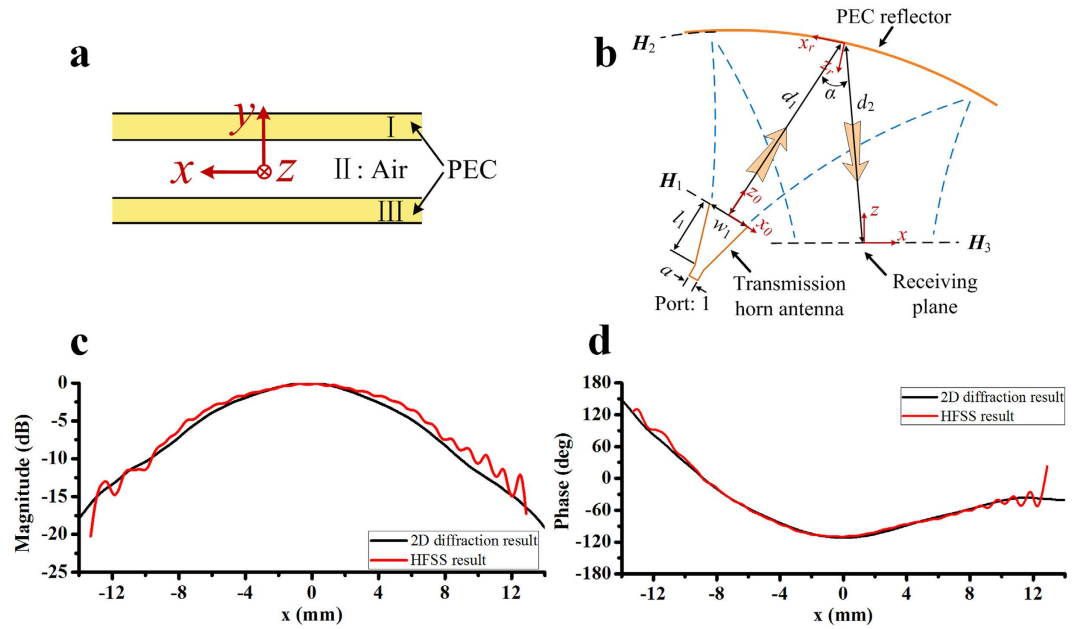 a
y
x
z
I
II: Air
III
PEC
b
PEC reflector
H2
xr
zr
α
d1
d2
H1
z0
l1
w1
x0
z
x
H3
a
Port: 1
Transmission
horn antenna
Receiving
plane
c
Magnitude (dB)
0
-5
-10
-15
-20
-25
-12
-8
-4
0
4
8
12
x (mm)
2D diffraction result
HFSS result
d
Phase (deg)
180
120
60
0
-60
-120
-180
-12
-8
-4
0
4
8
12
x (mm)
2D diffraction result
HFSS result